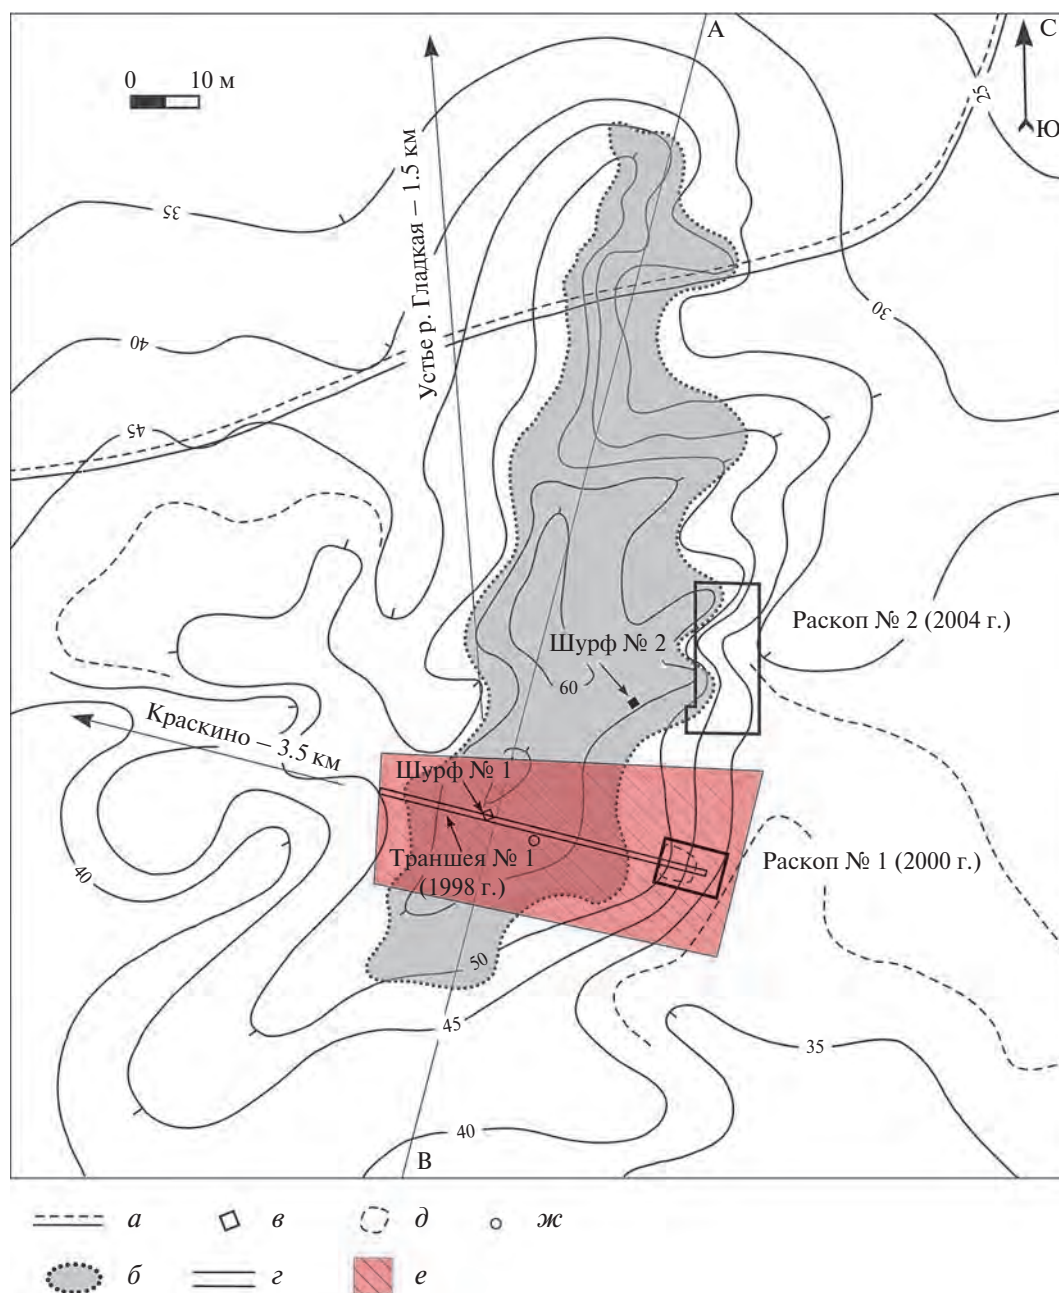 А
С
0 10 м
25
Ю
Устье р. Гладкая – 1.5 км
35
30
40
45
Раскоп № 2 (2004 г.)
Шурф № 2
60
Краскино – 3.5 км
Шурф № 1
Траншея № 1
(1998 г.)
Раскоп № 1 (2000 г.)
40
50
45
35
40
В
а
в
д
ж
б
г
е